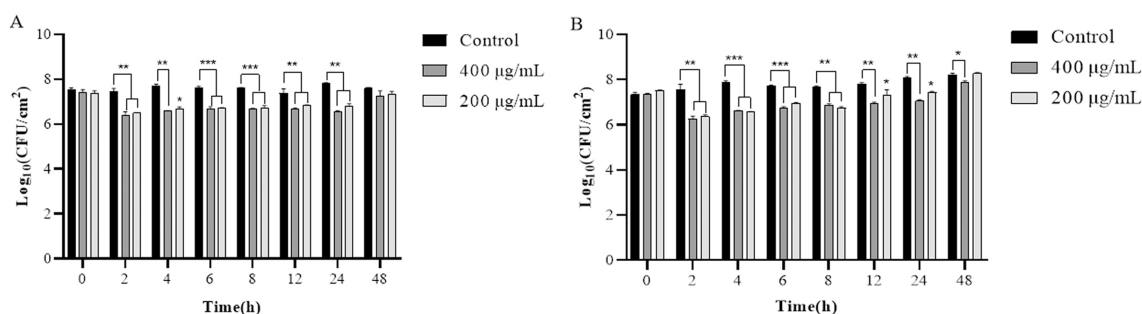 A
Log10(CFU/cm2)
10
8
6
4
2
0
** ** *** *** ** **
*
0 2 4 6 8 12 24 48
Time(h)
Control
400 μg/mL
200 μg/mL
B
Log10(CFU/cm2)
10
8
6
4
2
0
** *** *** ** ** ** *
* *
0 2 4 6 8 12 24 48
Time(h)
Control
400 μg/mL
200 μg/mL